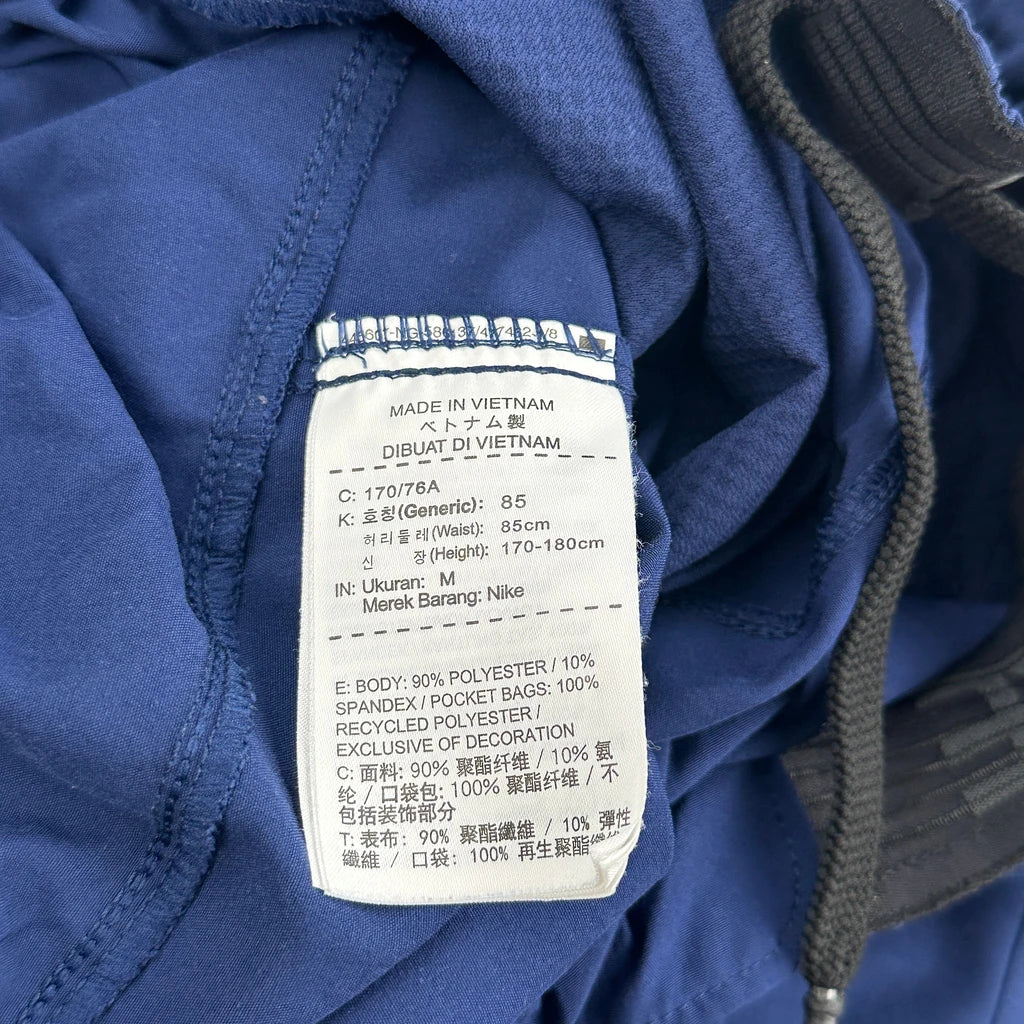 MADE IN VIETNAM
ベトナム製
DIBUAT DI VIETNAM
C: 170/76A
K: 호칭(Generic): 85
허리둘레(Waist): 85cm
신 장(Height): 170-180cm
IN: Ukuran: M
Merek Barang: Nike
E: BODY: 90% POLYESTER / 10%
SPANDEX / POCKET BAGS: 100%
RECYCLED POLYESTER /
EXCLUSIVE OF DECORATION
C: 面料: 90% 聚酯纤维 / 10% 氨
纶 / 口袋包: 100% 聚酯纤维 / 不
包括装饰部分
T: 表布: 90% 聚酯纖維 / 10% 彈性
纖維 / 口袋: 100% 再生聚酯